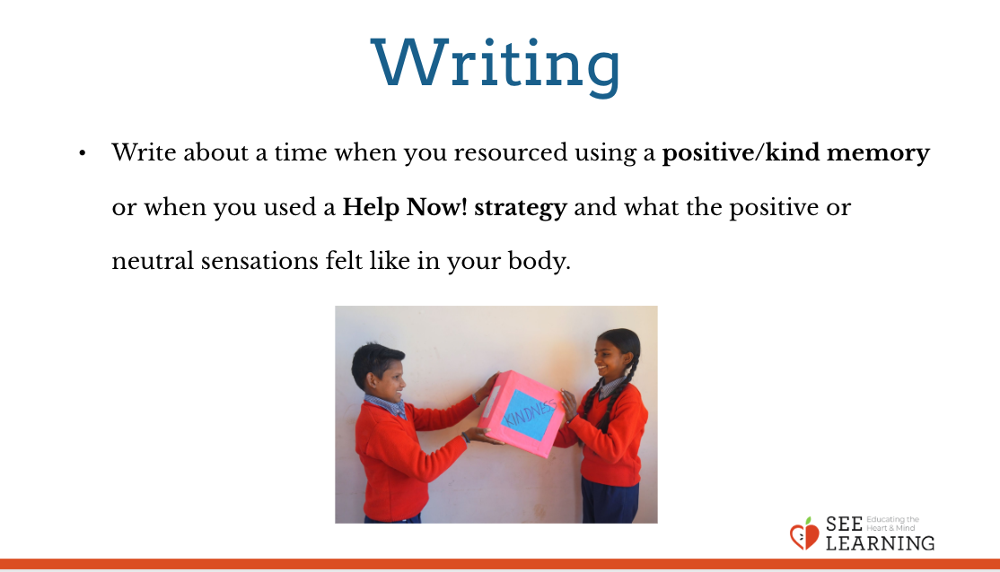 Writing
• Write about a time when you resourced using a positive/kind memory
or when you used a Help Now! strategy and what the positive or
neutral sensations felt like in your body.
KINDNESS
SEE Educating the
Heart & Mind
LEARNING